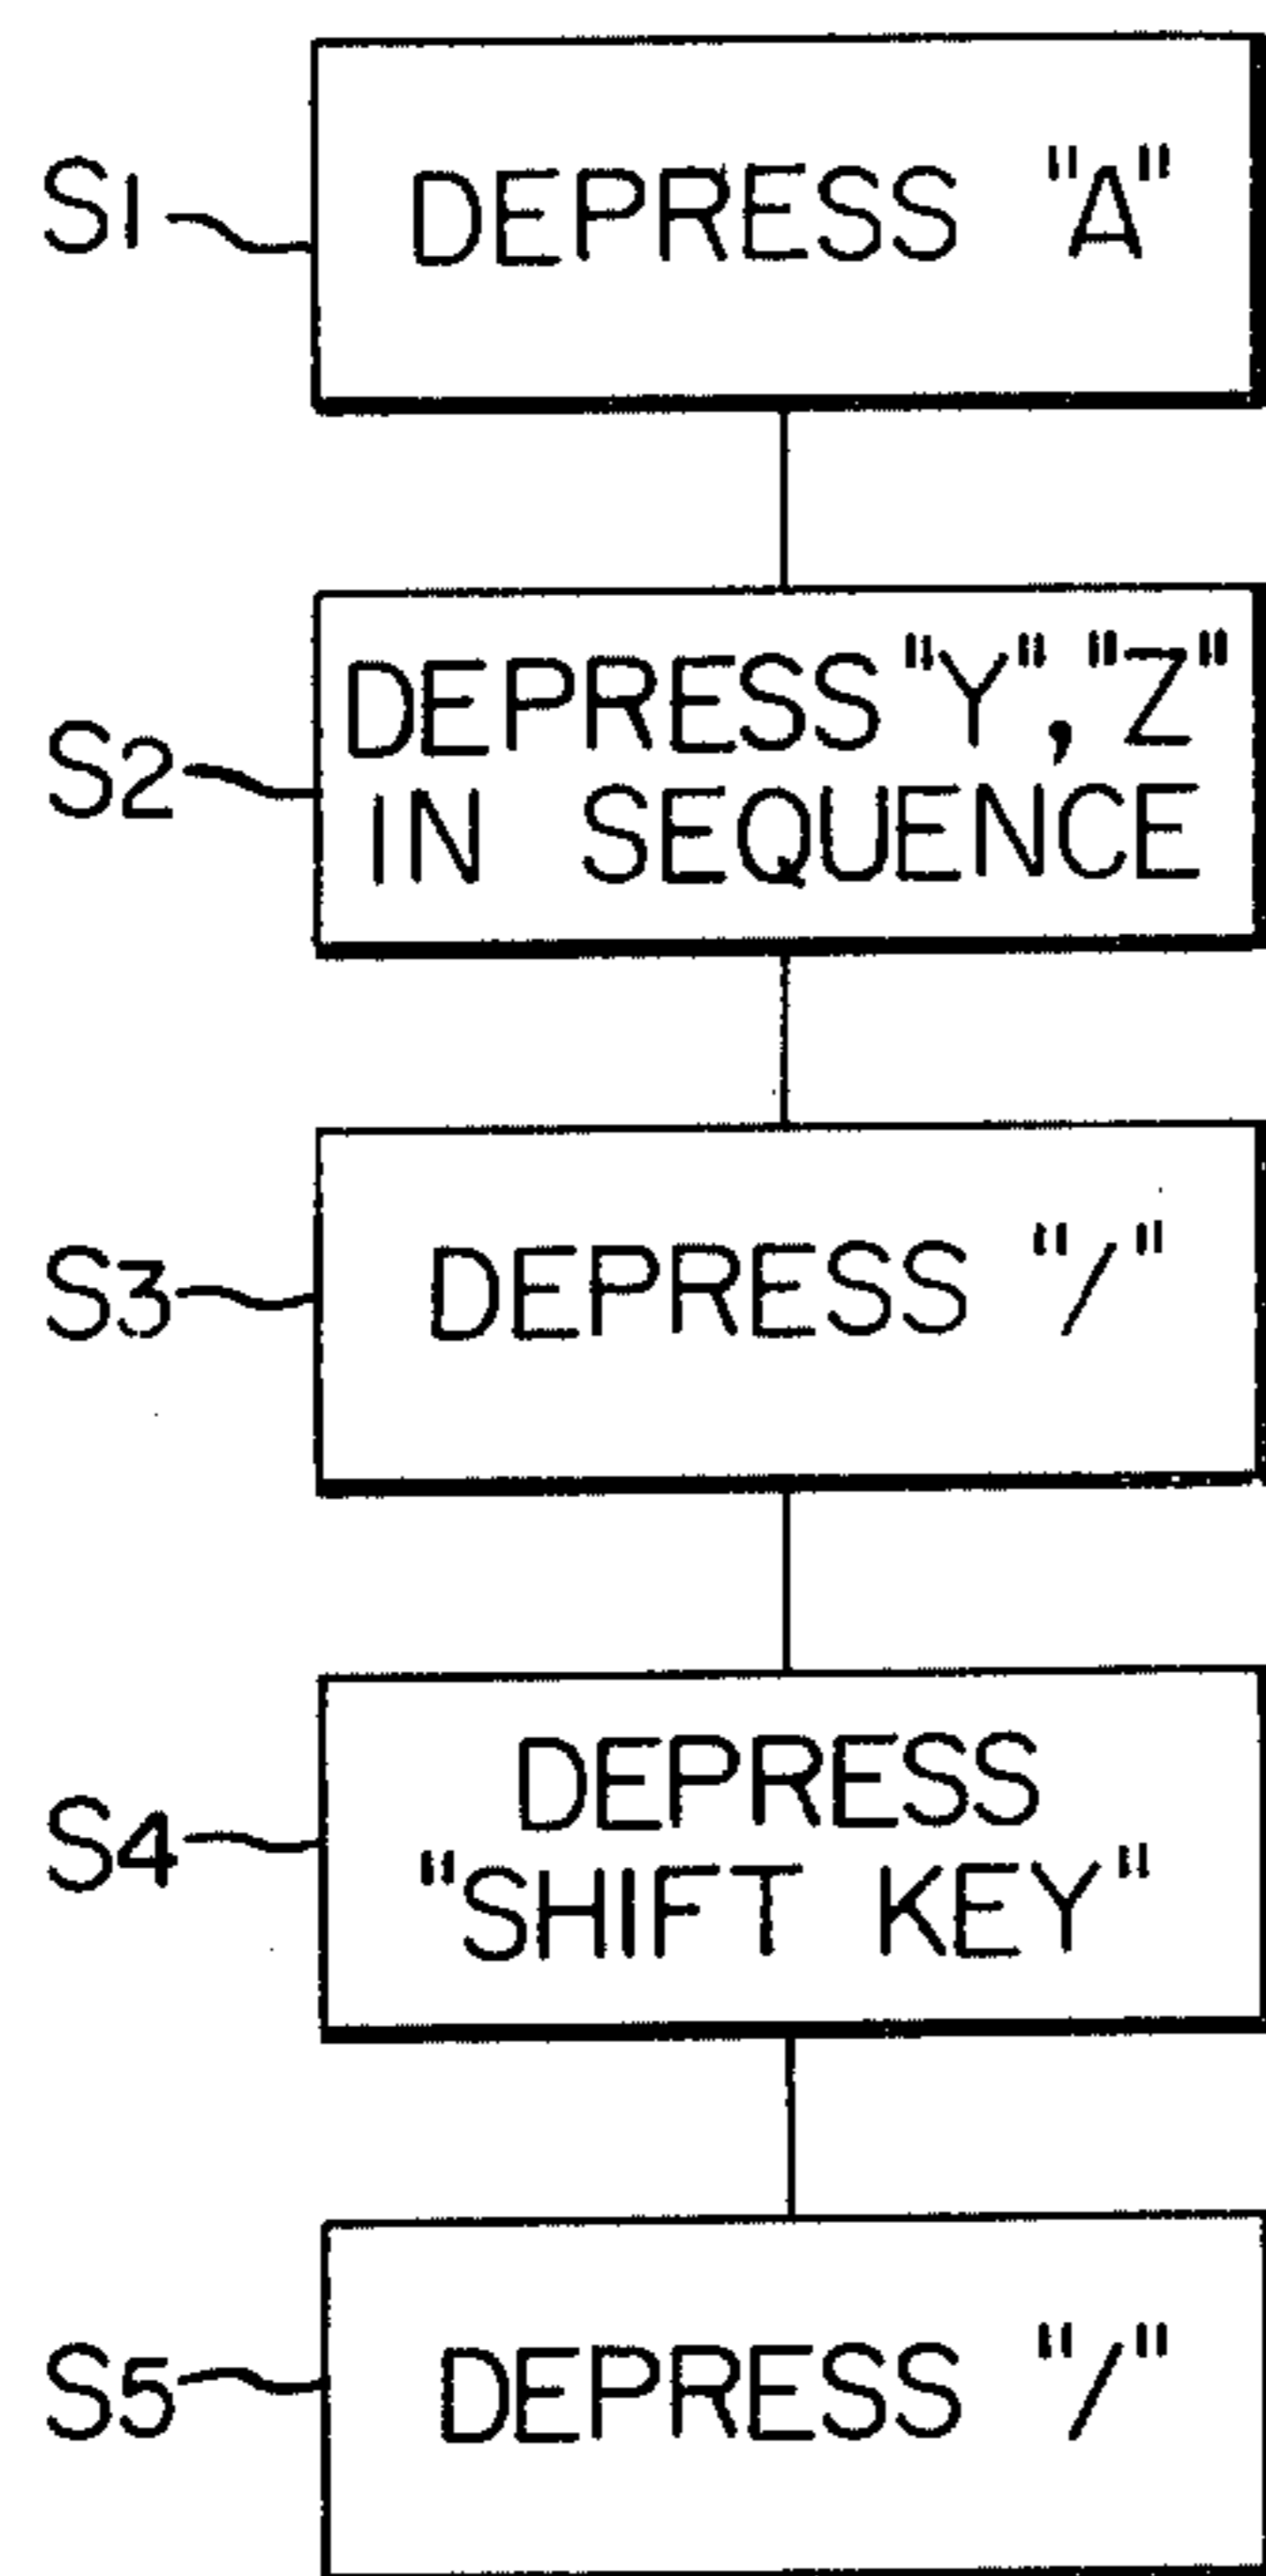 S1 DEPRESS "A"
S2 DEPRESS "Y", "Z"
IN SEQUENCE
S3 DEPRESS "/"
S4 DEPRESS
"SHIFT KEY"
S5 DEPRESS "/"